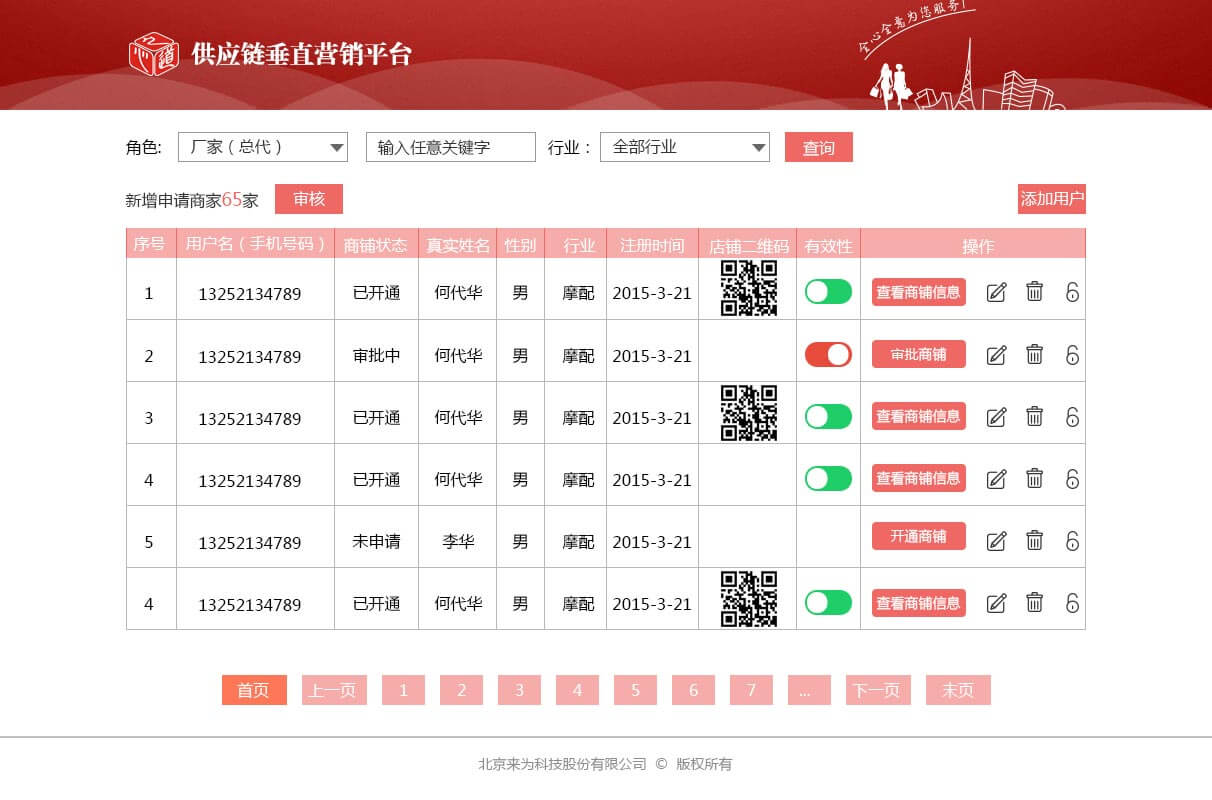 全心全意为您服务!
供应链垂直营销平台
角色: 厂家（总代） 输入任意关键字 行业： 全部行业 查询
新增申请商家65家 审核 添加用户
序号 用户名（手机号码） 商铺状态 真实姓名 性别 行业 注册时间 店铺二维码 有效性 操作
1 13252134789 已开通 何代华 男 摩配 2015-3-21 查看商铺信息
2 13252134789 审批中 何代华 男 摩配 2015-3-21 审批商铺
3 13252134789 已开通 何代华 男 摩配 2015-3-21 查看商铺信息
4 13252134789 已开通 何代华 男 摩配 2015-3-21 查看商铺信息
5 13252134789 未申请 李华 男 摩配 2015-3-21 开通商铺
4 13252134789 已开通 何代华 男 摩配 2015-3-21 查看商铺信息
首页 上一页 1 2 3 4 5 6 7 ... 下一页 末页
北京来为科技股份有限公司 © 版权所有